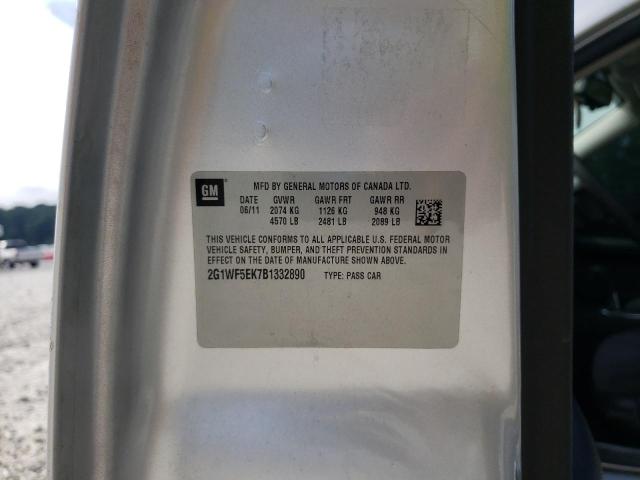 GM
MFD BY GENERAL MOTORS OF CANADA LTD.
DATE GVWR GAWR FRT GAWR RR
06/11 2074 KG 1126 KG 948 KG
4570 LB 2481 LB 2089 LB
THIS VEHICLE CONFORMS TO ALL APPLICABLE U.S. FEDERAL MOTOR
VEHICLE SAFETY, BUMPER, AND THEFT PREVENTION STANDARDS IN
EFFECT ON THE DATE OF MANUFACTURE SHOWN ABOVE.
2G1WF5EK7B1332890 TYPE: PASS CAR